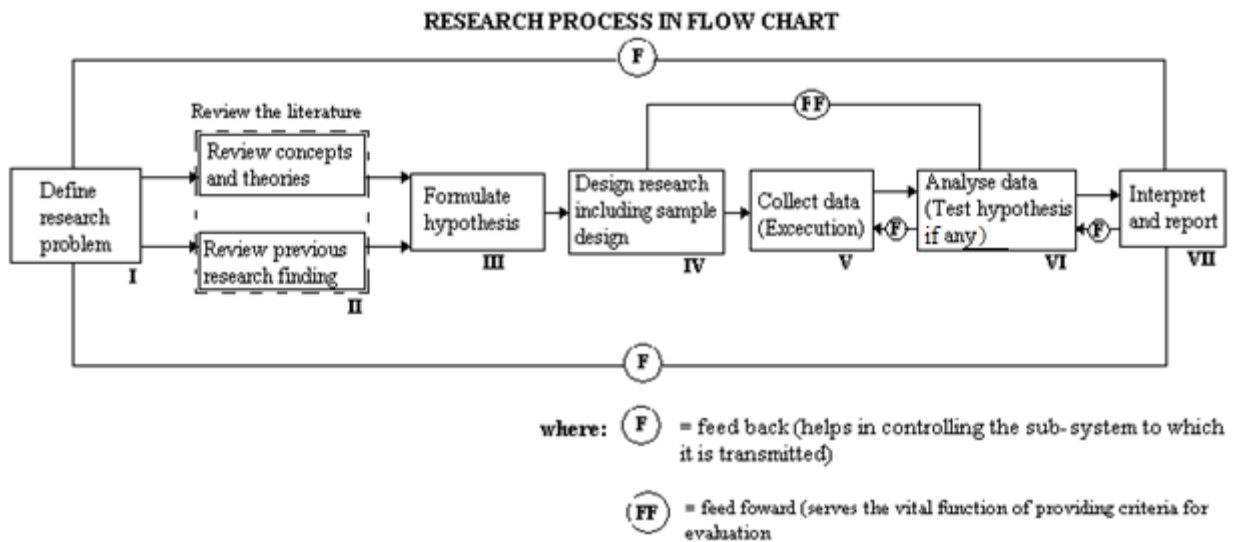 RESEARCH PROCESS IN FLOW CHART
F
FF
Review the literature
Define
research
problem
I
Review concepts
and theories
Review previous
research finding
II
Formulate
hypothesis
III
Design research
including sample
design
IV
Collect data
(Excecution)
V
F
Analyse data
(Test hypothesis
if any)
VI
F
Interpret
and report
VII
F
where: F = feed back (helps in controlling the sub-system to which
it is transmitted)
FF = feed foward (serves the vital function of providing criteria for
evaluation